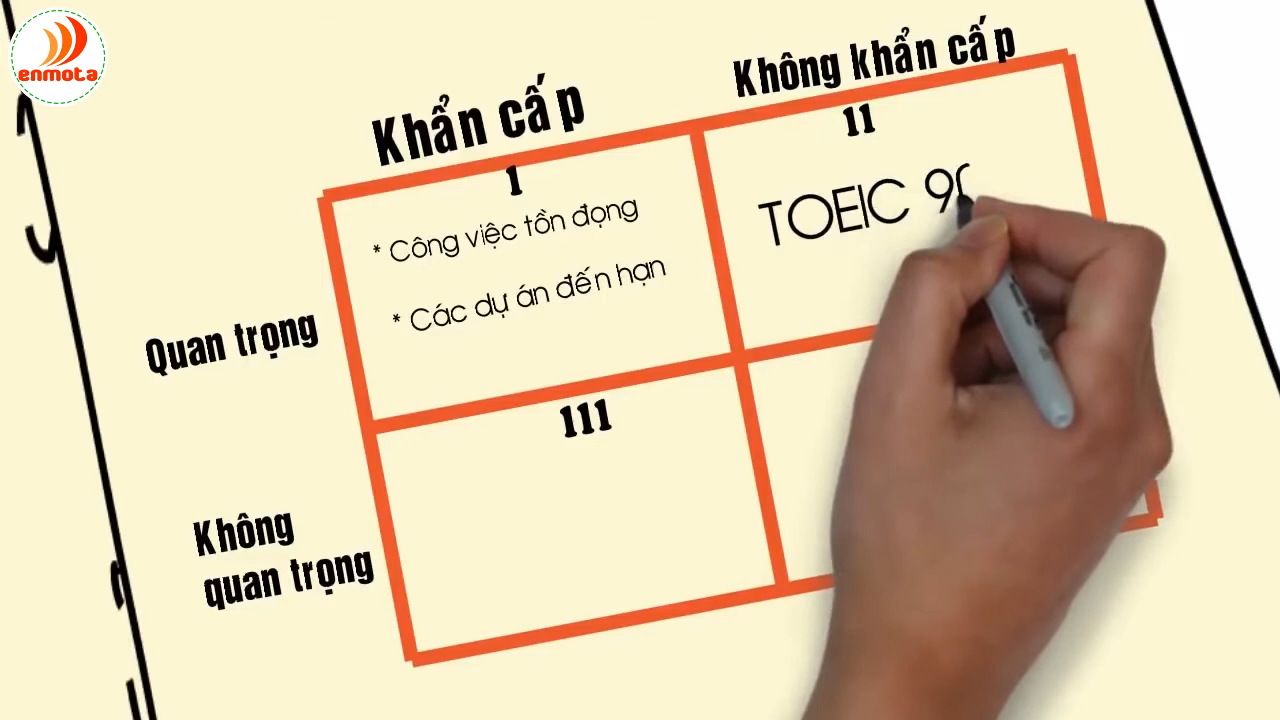 enmota
Khẩn cấp
Không khẩn cấp
1
11
* Công việc tồn đọng
TOEIC 9
* Các dự án đến hạn
Quan trọng
111
Không
quan trọng